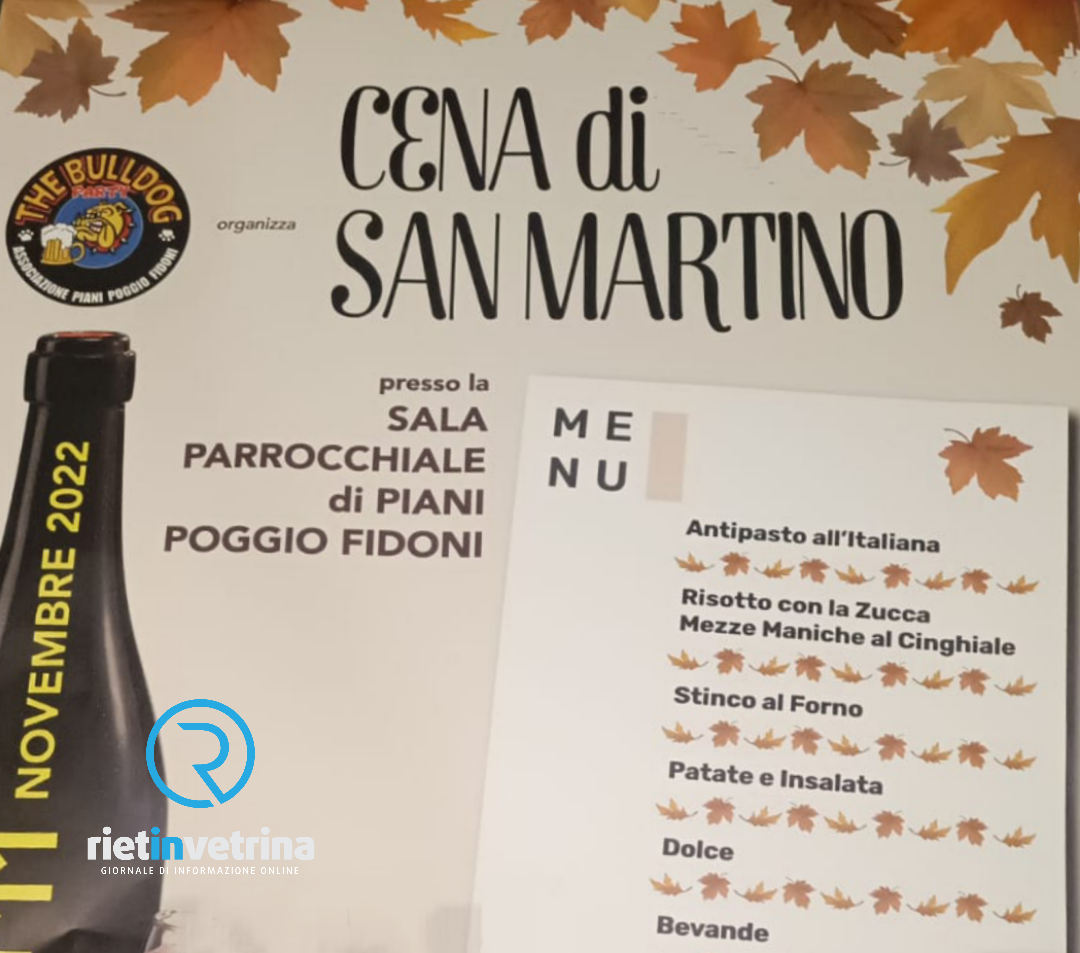 CENA di
SAN MARTINO
THE BULLDOG
PARTY
ASSOCIAZIONE PIANI POGGIO FIDONI
organizza
presso la
SALA
PARROCCHIALE
di PIANI
POGGIO FIDONI
NOVEMBRE 2022
ME
NU
Antipasto all'Italiana
Risotto con la Zucca
Mezze Maniche al Cinghiale
Stinco al Forno
Patate e Insalata
Dolce
Bevande
rietinvetrina
GIORNALE DI INFORMAZIONE ONLINE